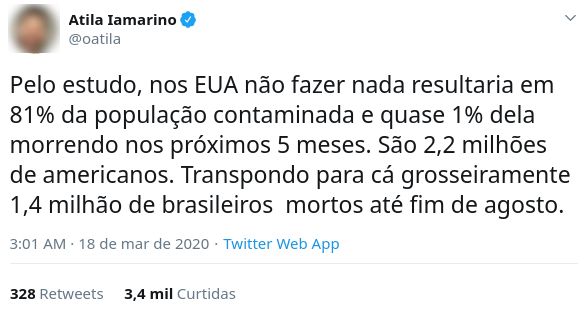 Atila Iamarino
@oatila
Pelo estudo, nos EUA não fazer nada resultaria em
81% da população contaminada e quase 1% dela
morrendo nos próximos 5 meses. São 2,2 milhões
de americanos. Transpondo para cá grosseiramente
1,4 milhão de brasileiros  mortos até fim de agosto.
3:01 AM · 18 de mar de 2020 · Twitter Web App
328 Retweets 3,4 mil Curtidas